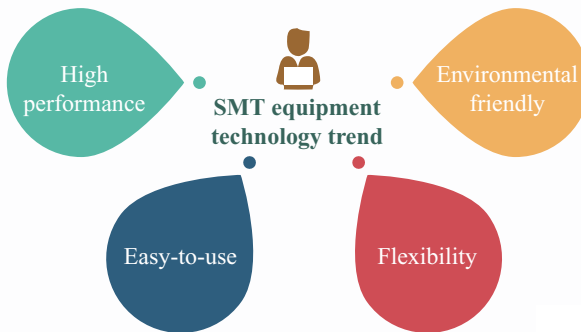 High
performance
SMT equipment
technology trend
Environmental
friendly
Easy-to-use
Flexibility